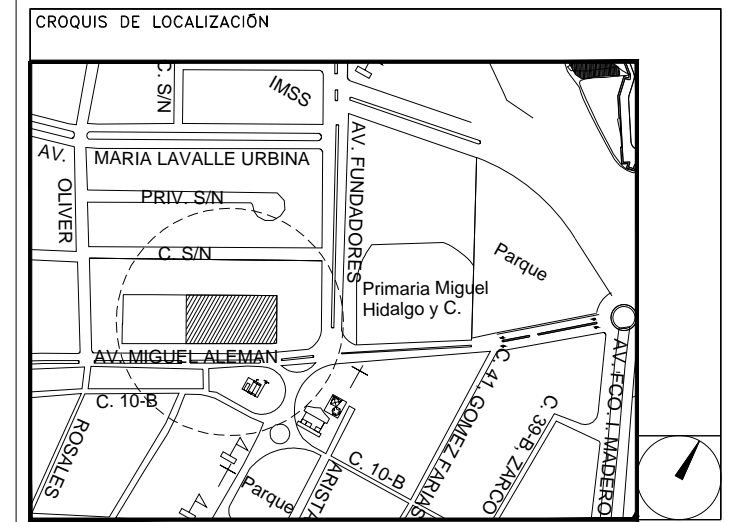 CROQUIS DE LOCALIZACIÓN
C. S/N
IMSS
AV.
OLIVER
MARIA LAVALLE URBINA
AV. FUNDADORES
PRIV. S/N
C. S/N
Parque
Primaria Miguel
Hidalgo y C.
AV. MIGUEL ALEMAN
C. 10-B
ROSALES
Parque
ARISTA
C. 10-B
C. 41, GOMEZ FARIAS
C. 39-B, ZARCO
AV. FCO. I. MADERO